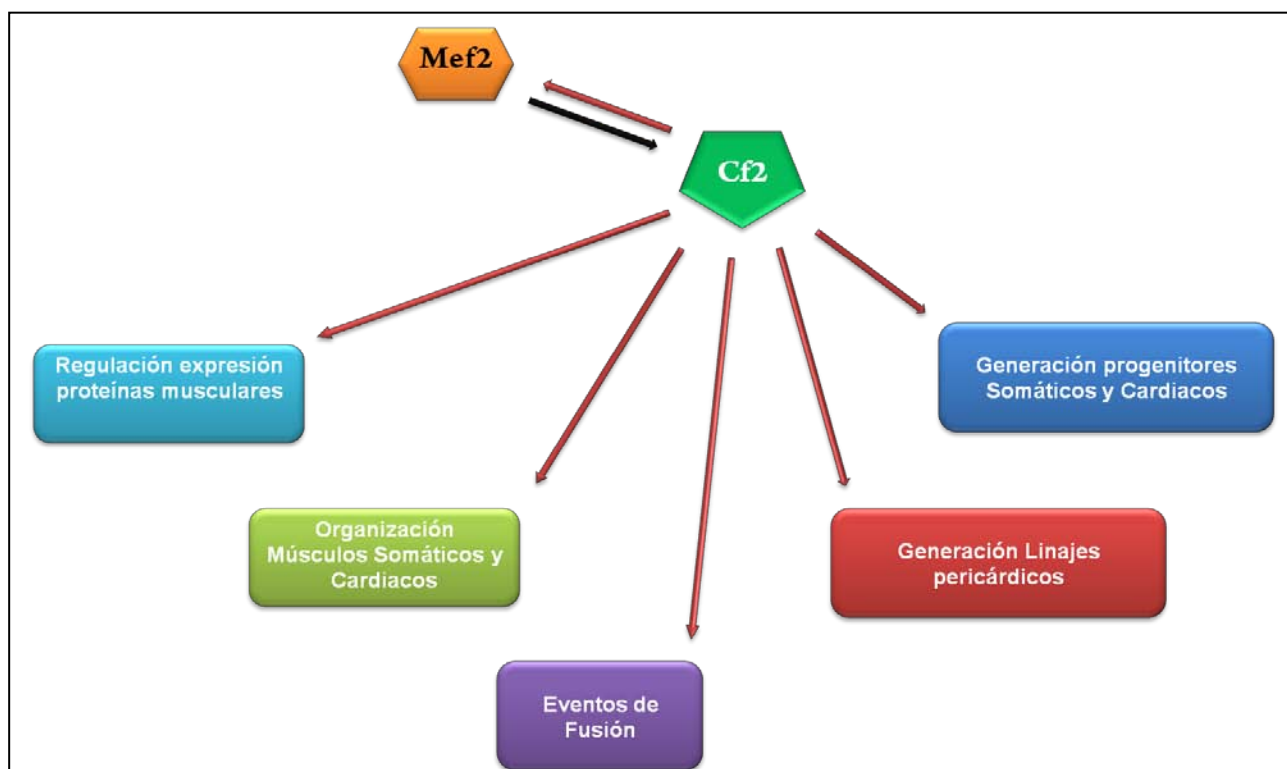 Mef2
Cf2
Regulación expresión
proteínas musculares
Generación progenitores
Somáticos y Cardiacos
Organización
Músculos Somáticos y
Cardiacos
Generación Linajes
pericárdicos
Eventos de
Fusión